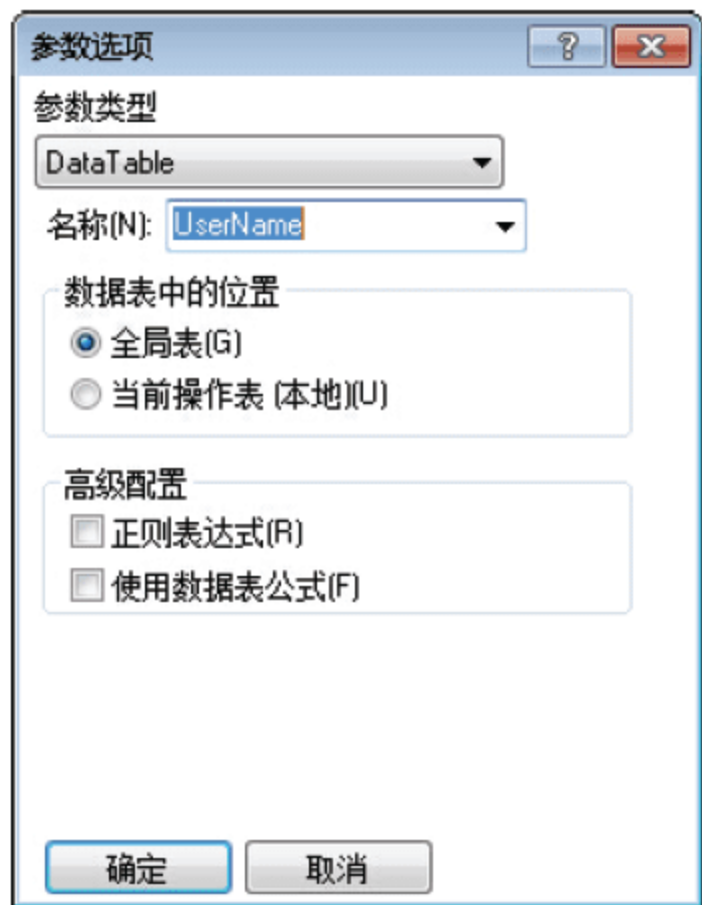 参数选项
参数类型
DataTable
名称(N): UserName
数据表中的位置
全局表(G)
当前操作表 (本地)(U)
高级配置
正则表达式(R)
使用数据表公式(F)
确定 取消